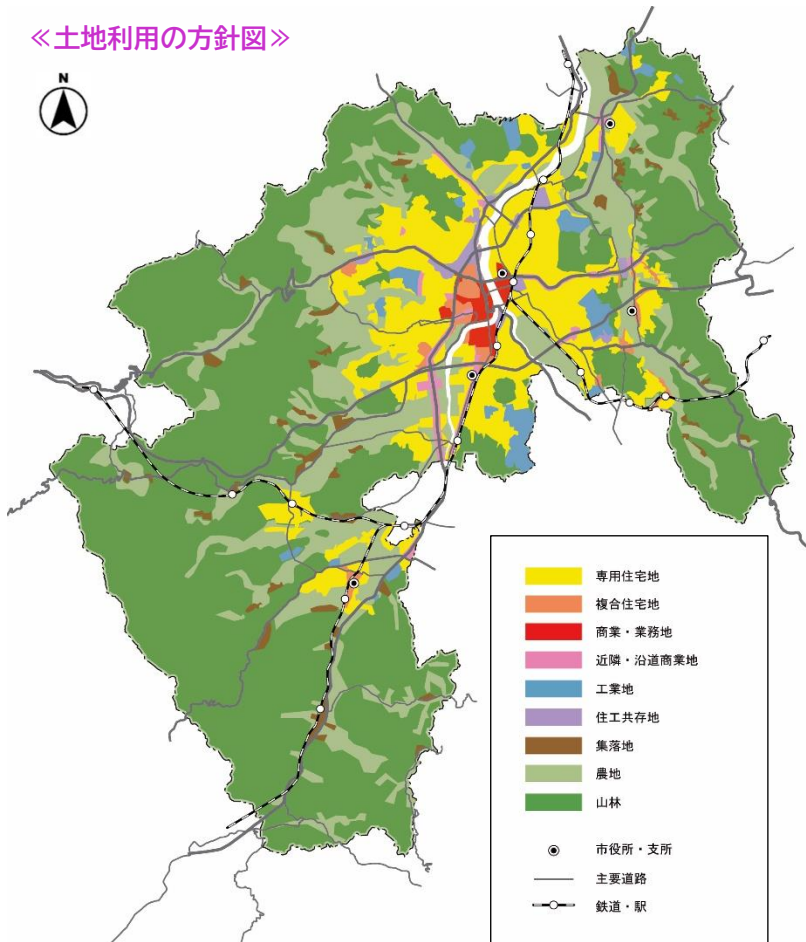 ≪土地利用の方針図≫
N
専用住宅地
複合住宅地
商業・業務地
近隣・沿道商業地
工業地
住工共存地
集落地
農地
山林
市役所・支所
主要道路
鉄道・駅